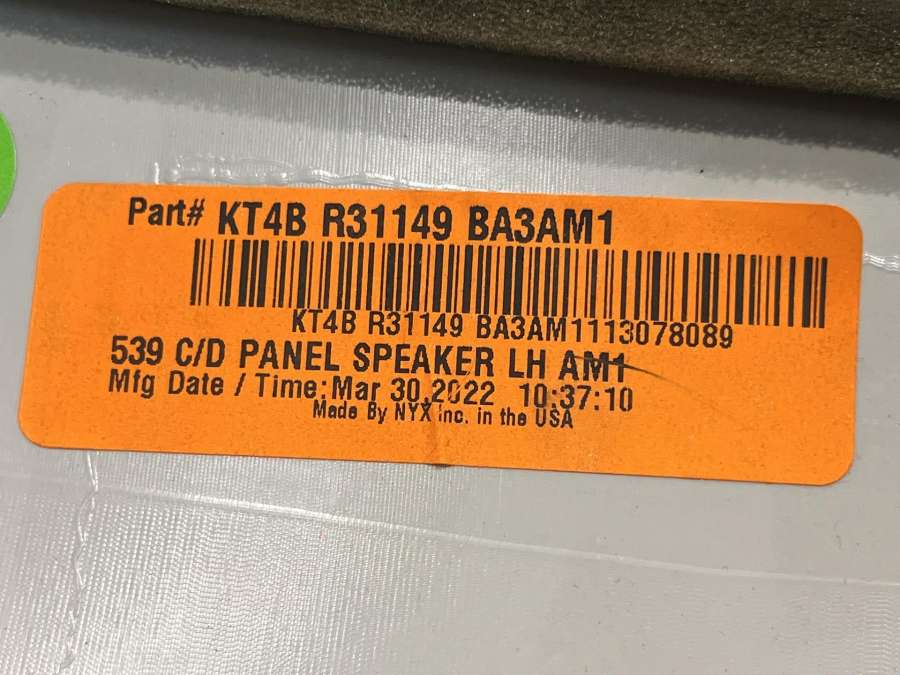 Part# KT4B R31149 BA3AM1
KT4B R31149 BA3AM1113078089
539 C/D PANEL SPEAKER LH AM1
Mfg Date / Time:Mar 30,2022 10:37:10
Made By NYX Inc. in the USA